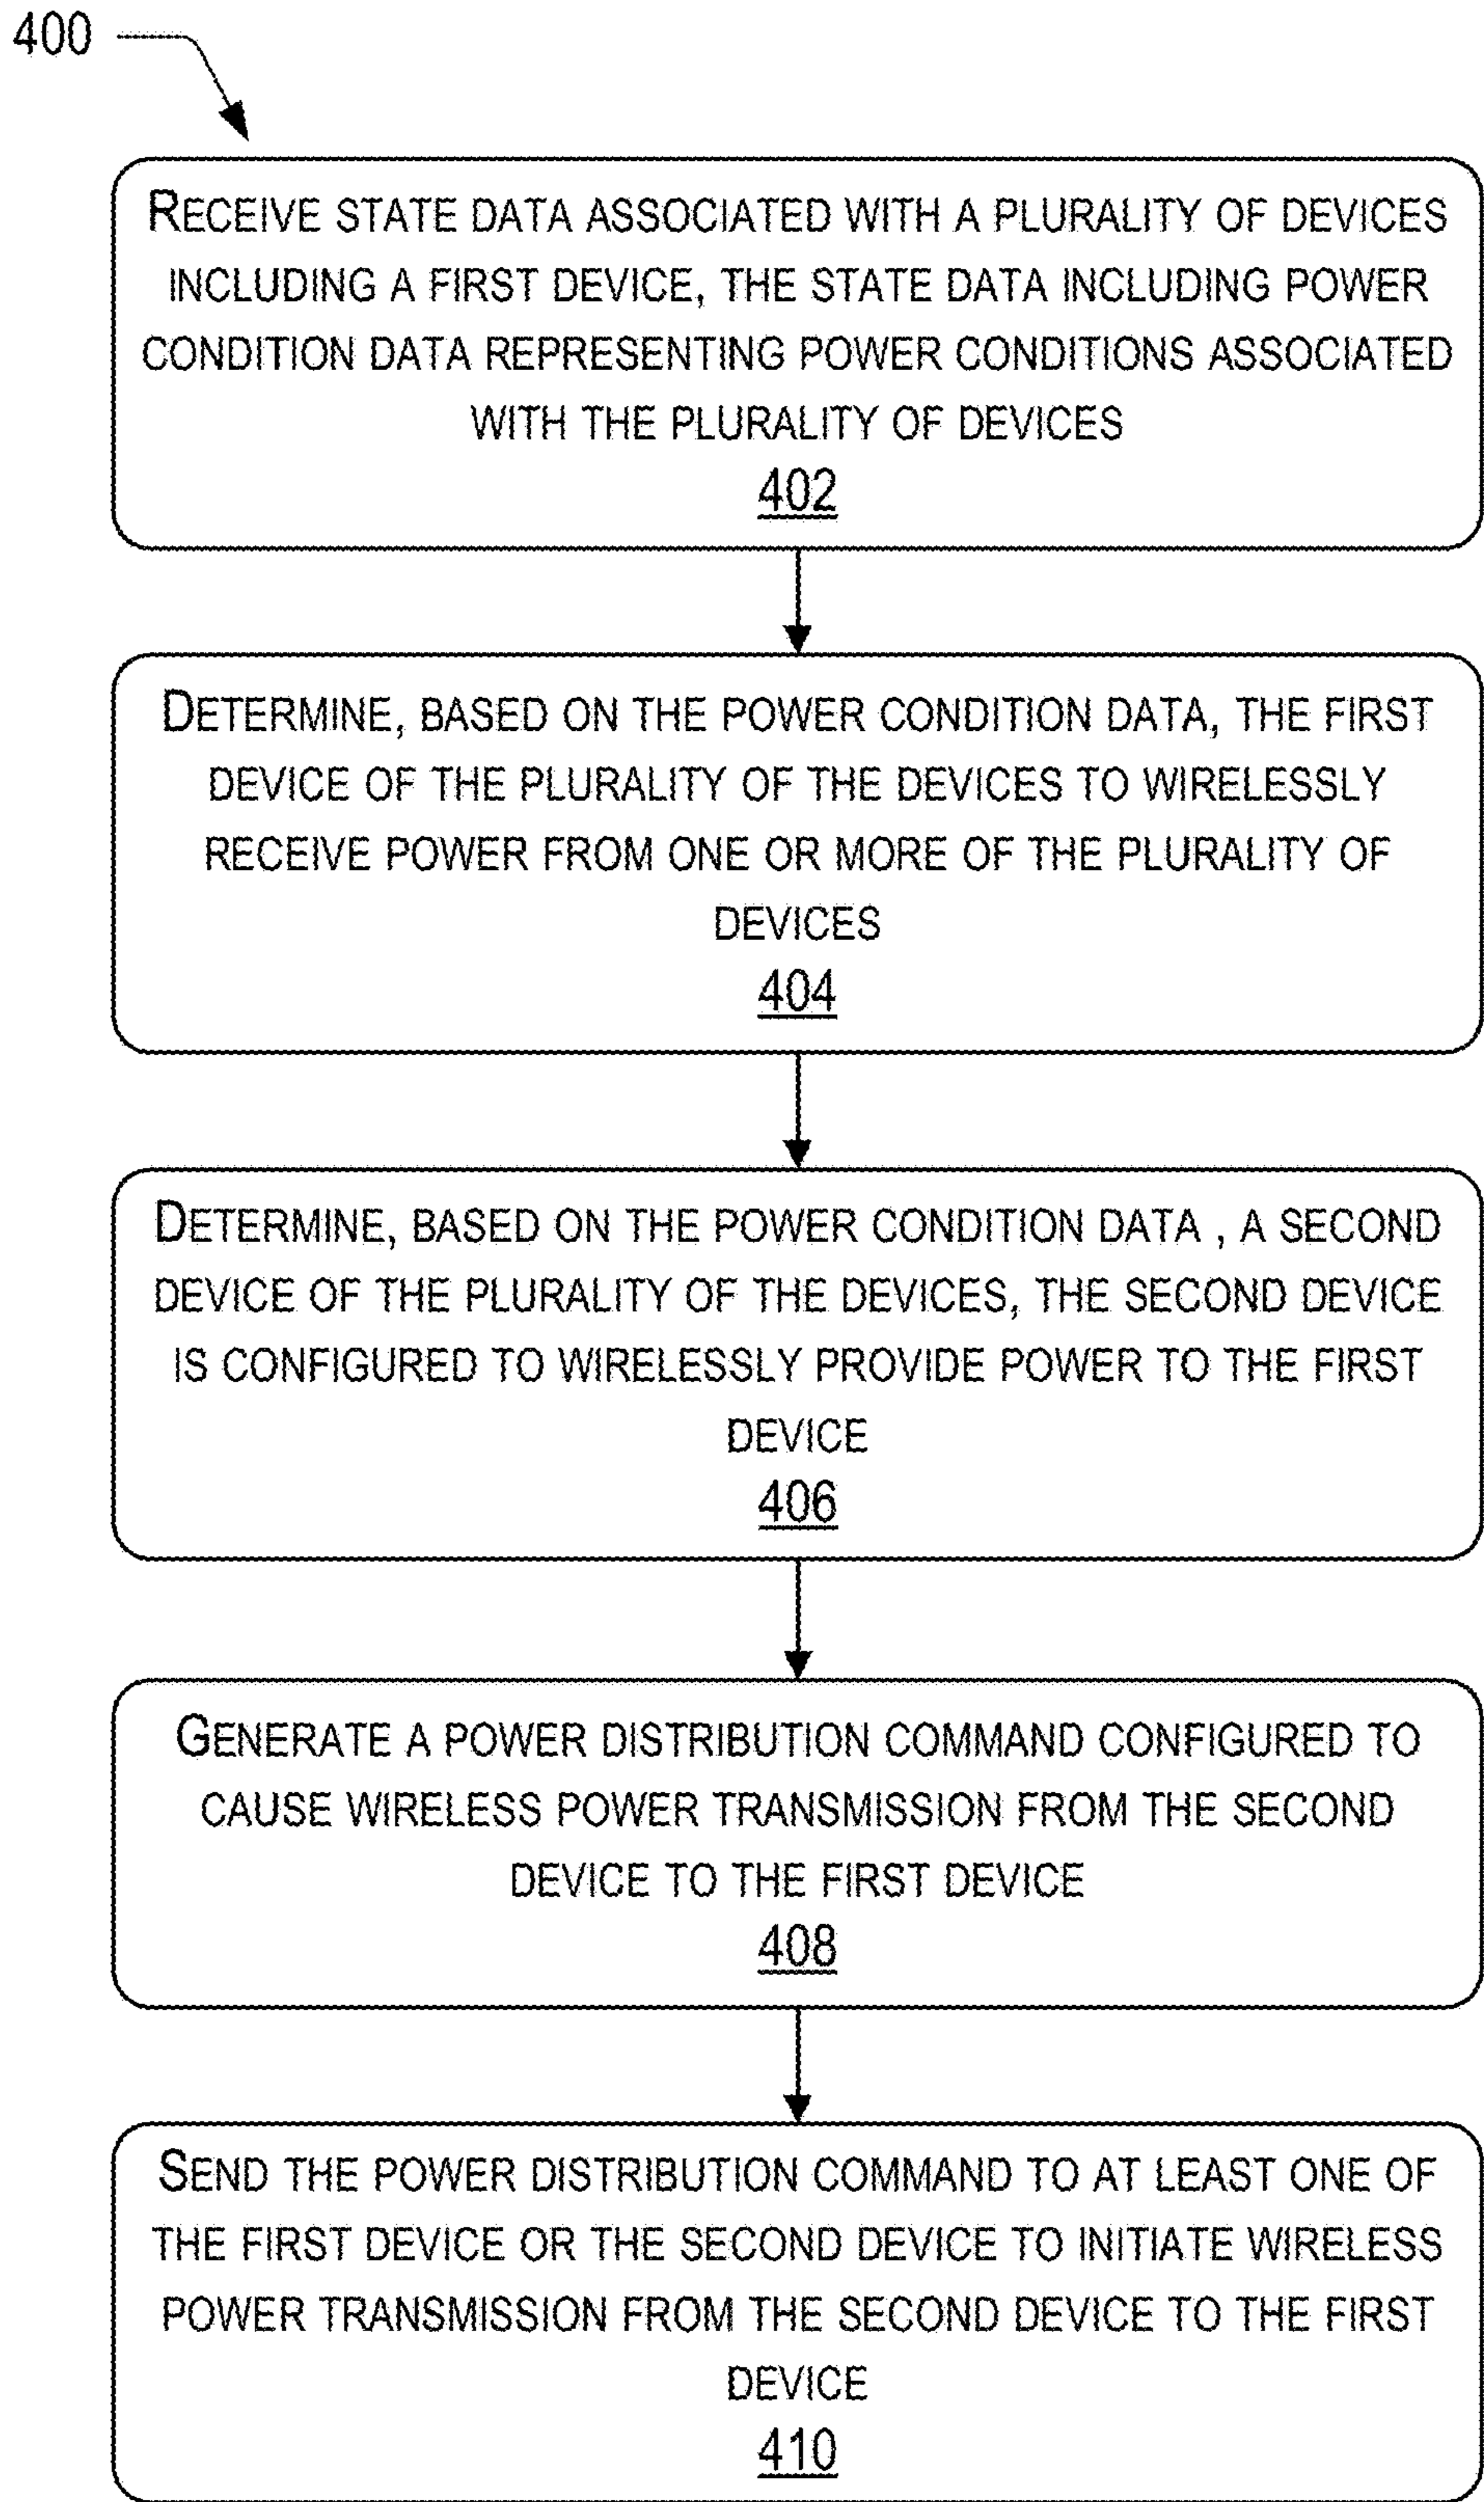 400
RECEIVE STATE DATA ASSOCIATED WITH A PLURALITY OF DEVICES
INCLUDING A FIRST DEVICE, THE STATE DATA INCLUDING POWER
CONDITION DATA REPRESENTING POWER CONDITIONS ASSOCIATED
WITH THE PLURALITY OF DEVICES
402
DETERMINE, BASED ON THE POWER CONDITION DATA, THE FIRST
DEVICE OF THE PLURALITY OF THE DEVICES TO WIRELESSLY
RECEIVE POWER FROM ONE OR MORE OF THE PLURALITY OF
DEVICES
404
DETERMINE, BASED ON THE POWER CONDITION DATA , A SECOND
DEVICE OF THE PLURALITY OF THE DEVICES, THE SECOND DEVICE
IS CONFIGURED TO WIRELESSLY PROVIDE POWER TO THE FIRST
DEVICE
406
GENERATE A POWER DISTRIBUTION COMMAND CONFIGURED TO
CAUSE WIRELESS POWER TRANSMISSION FROM THE SECOND
DEVICE TO THE FIRST DEVICE
408
SEND THE POWER DISTRIBUTION COMMAND TO AT LEAST ONE OF
THE FIRST DEVICE OR THE SECOND DEVICE TO INITIATE WIRELESS
POWER TRANSMISSION FROM THE SECOND DEVICE TO THE FIRST
DEVICE
410